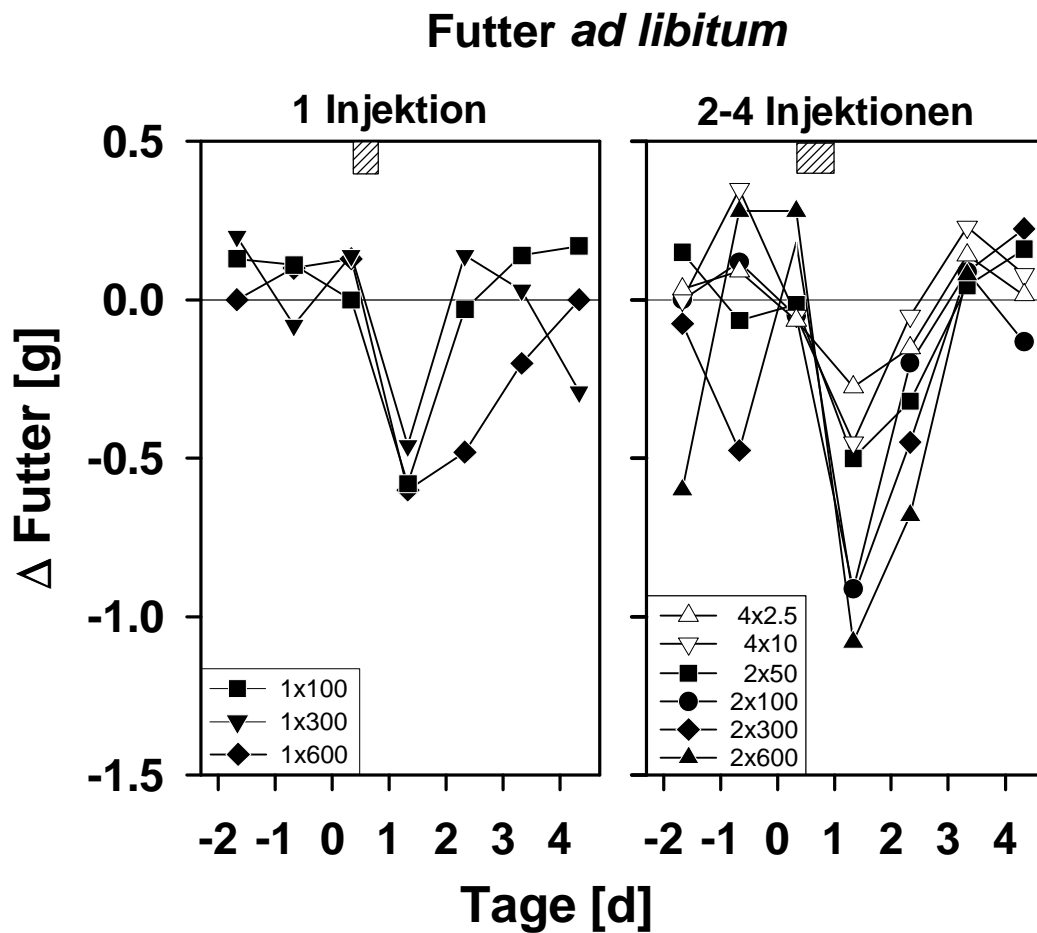 Futter ad libitum
1 Injektion
2-4 Injektionen
0.5
0.0
-0.5
-1.0
-1.5
Δ Futter [g]
1x100
1x300
1x600
4x2.5
4x10
2x50
2x100
2x300
2x600
-2 -1 0 1 2 3 4
-2 -1 0 1 2 3 4
Tage [d]